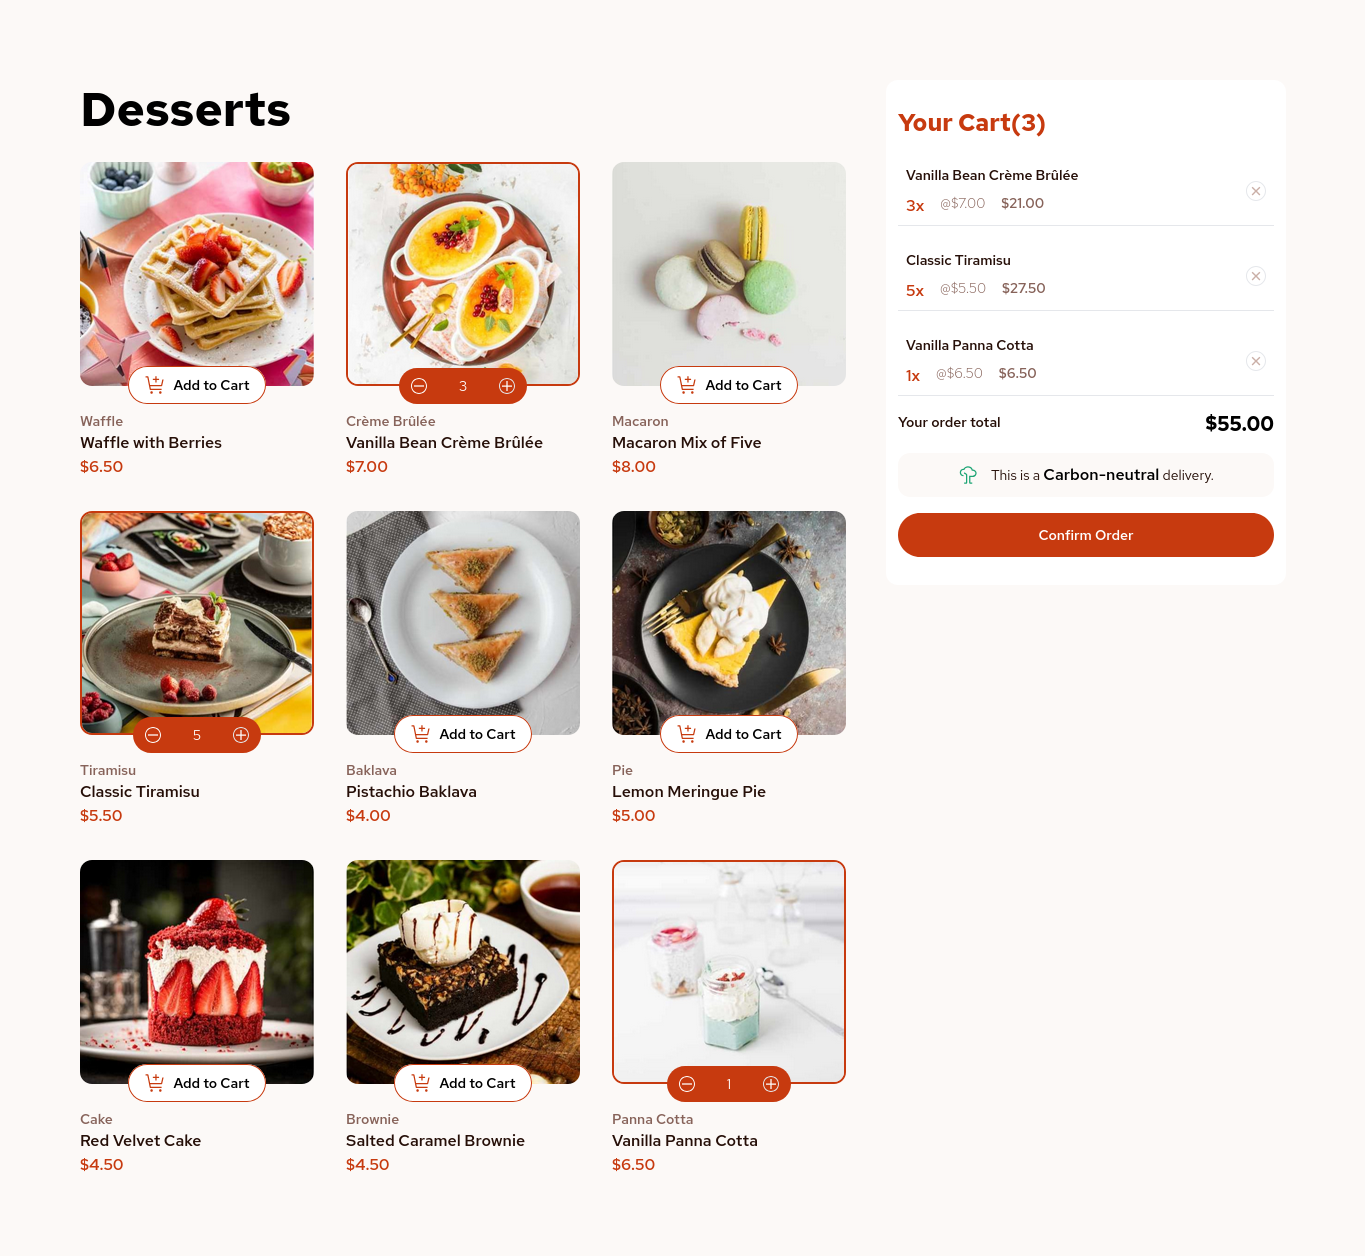 Desserts
Add to Cart
Waffle
Waffle with Berries
$6.50
3
Crème Brûlée
Vanilla Bean Crème Brûlée
$7.00
Add to Cart
Macaron
Macaron Mix of Five
$8.00
5
Tiramisu
Classic Tiramisu
$5.50
Add to Cart
Baklava
Pistachio Baklava
$4.00
Add to Cart
Pie
Lemon Meringue Pie
$5.00
Add to Cart
Cake
Red Velvet Cake
$4.50
Add to Cart
Brownie
Salted Caramel Brownie
$4.50
1
Panna Cotta
Vanilla Panna Cotta
$6.50
Your Cart(3)
Vanilla Bean Crème Brûlée
3x @$7.00 $21.00
Classic Tiramisu
5x @$5.50 $27.50
Vanilla Panna Cotta
1x @$6.50 $6.50
Your order total $55.00
This is a Carbon-neutral delivery.
Confirm Order